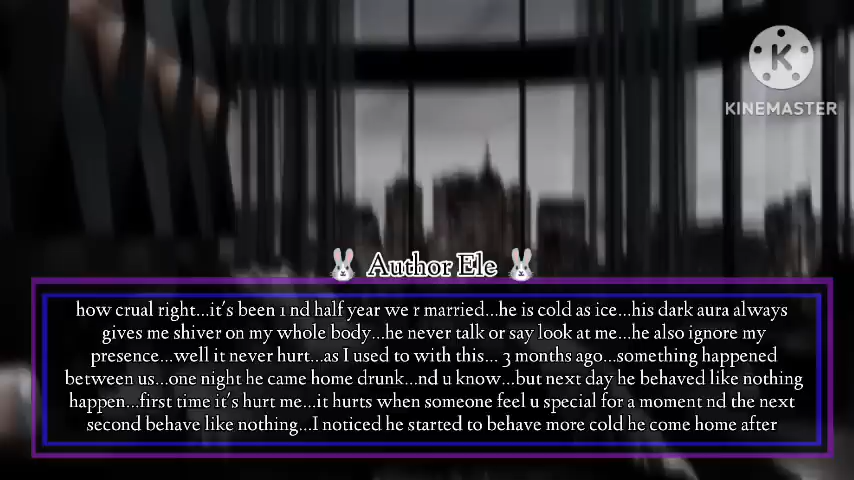 KINEMASTER
🐰 Author Ele 🐰
how crual right...it's been 1 nd half year we r married...he is cold as ice...his dark aura always
gives me shiver on my whole body...he never talk or say look at me...he also ignore my
presence...well it never hurt...as I used to with this... 3 months ago...something happened
between us...one night he came home drunk...nd u know...but next day he behaved like nothing
happen...first time it's hurt me...it hurts when someone feel u special for a moment nd the next
second behave like nothing...I noticed he started to behave more cold he come home after